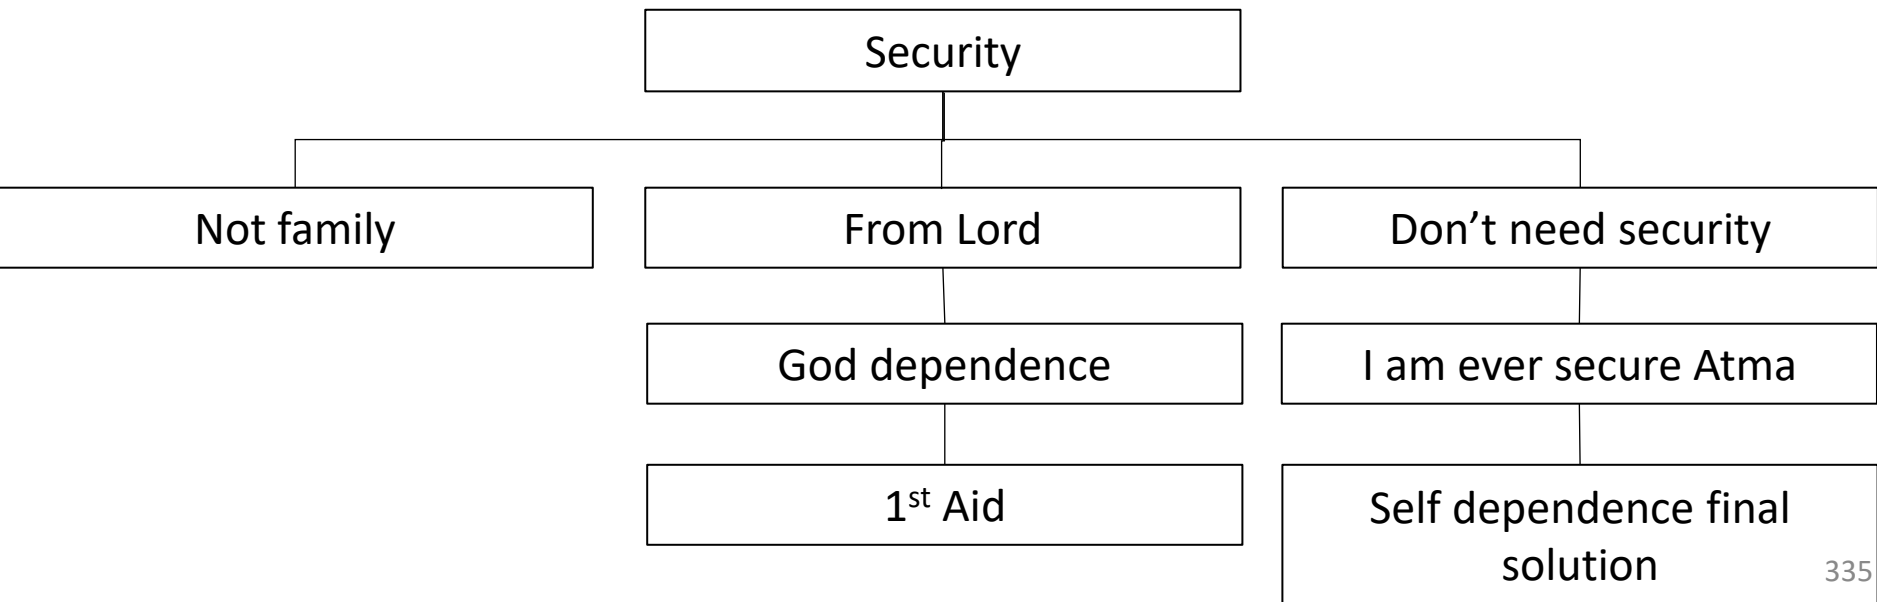 Security
Not family
From Lord
Don’t need security
God dependence
I am ever secure Atma
1st Aid
Self dependence final
solution
335